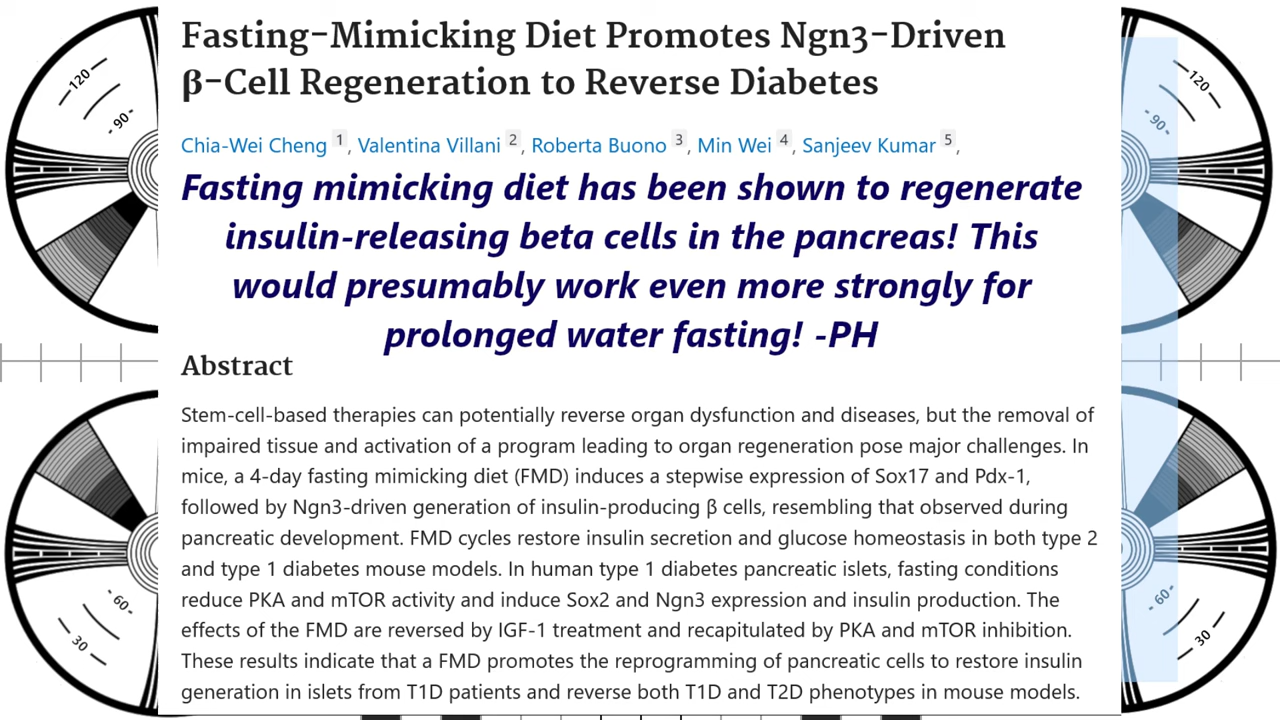 Fasting-Mimicking Diet Promotes Ngn3-Driven
β-Cell Regeneration to Reverse Diabetes
Chia-Wei Cheng 1, Valentina Villani 2, Roberta Buono 3, Min Wei 4, Sanjeev Kumar 5,
Fasting mimicking diet has been shown to regenerate
insulin-releasing beta cells in the pancreas! This
would presumably work even more strongly for
prolonged water fasting! -PH
Abstract
Stem-cell-based therapies can potentially reverse organ dysfunction and diseases, but the removal of
impaired tissue and activation of a program leading to organ regeneration pose major challenges. In
mice, a 4-day fasting mimicking diet (FMD) induces a stepwise expression of Sox17 and Pdx-1,
followed by Ngn3-driven generation of insulin-producing β cells, resembling that observed during
pancreatic development. FMD cycles restore insulin secretion and glucose homeostasis in both type 2
and type 1 diabetes mouse models. In human type 1 diabetes pancreatic islets, fasting conditions
reduce PKA and mTOR activity and induce Sox2 and Ngn3 expression and insulin production. The
effects of the FMD are reversed by IGF-1 treatment and recapitulated by PKA and mTOR inhibition.
These results indicate that a FMD promotes the reprogramming of pancreatic cells to restore insulin
generation in islets from T1D patients and reverse both T1D and T2D phenotypes in mouse models.
-120
- 90 -
-120
- 90 -
- 60 -
30
- 60 -
30